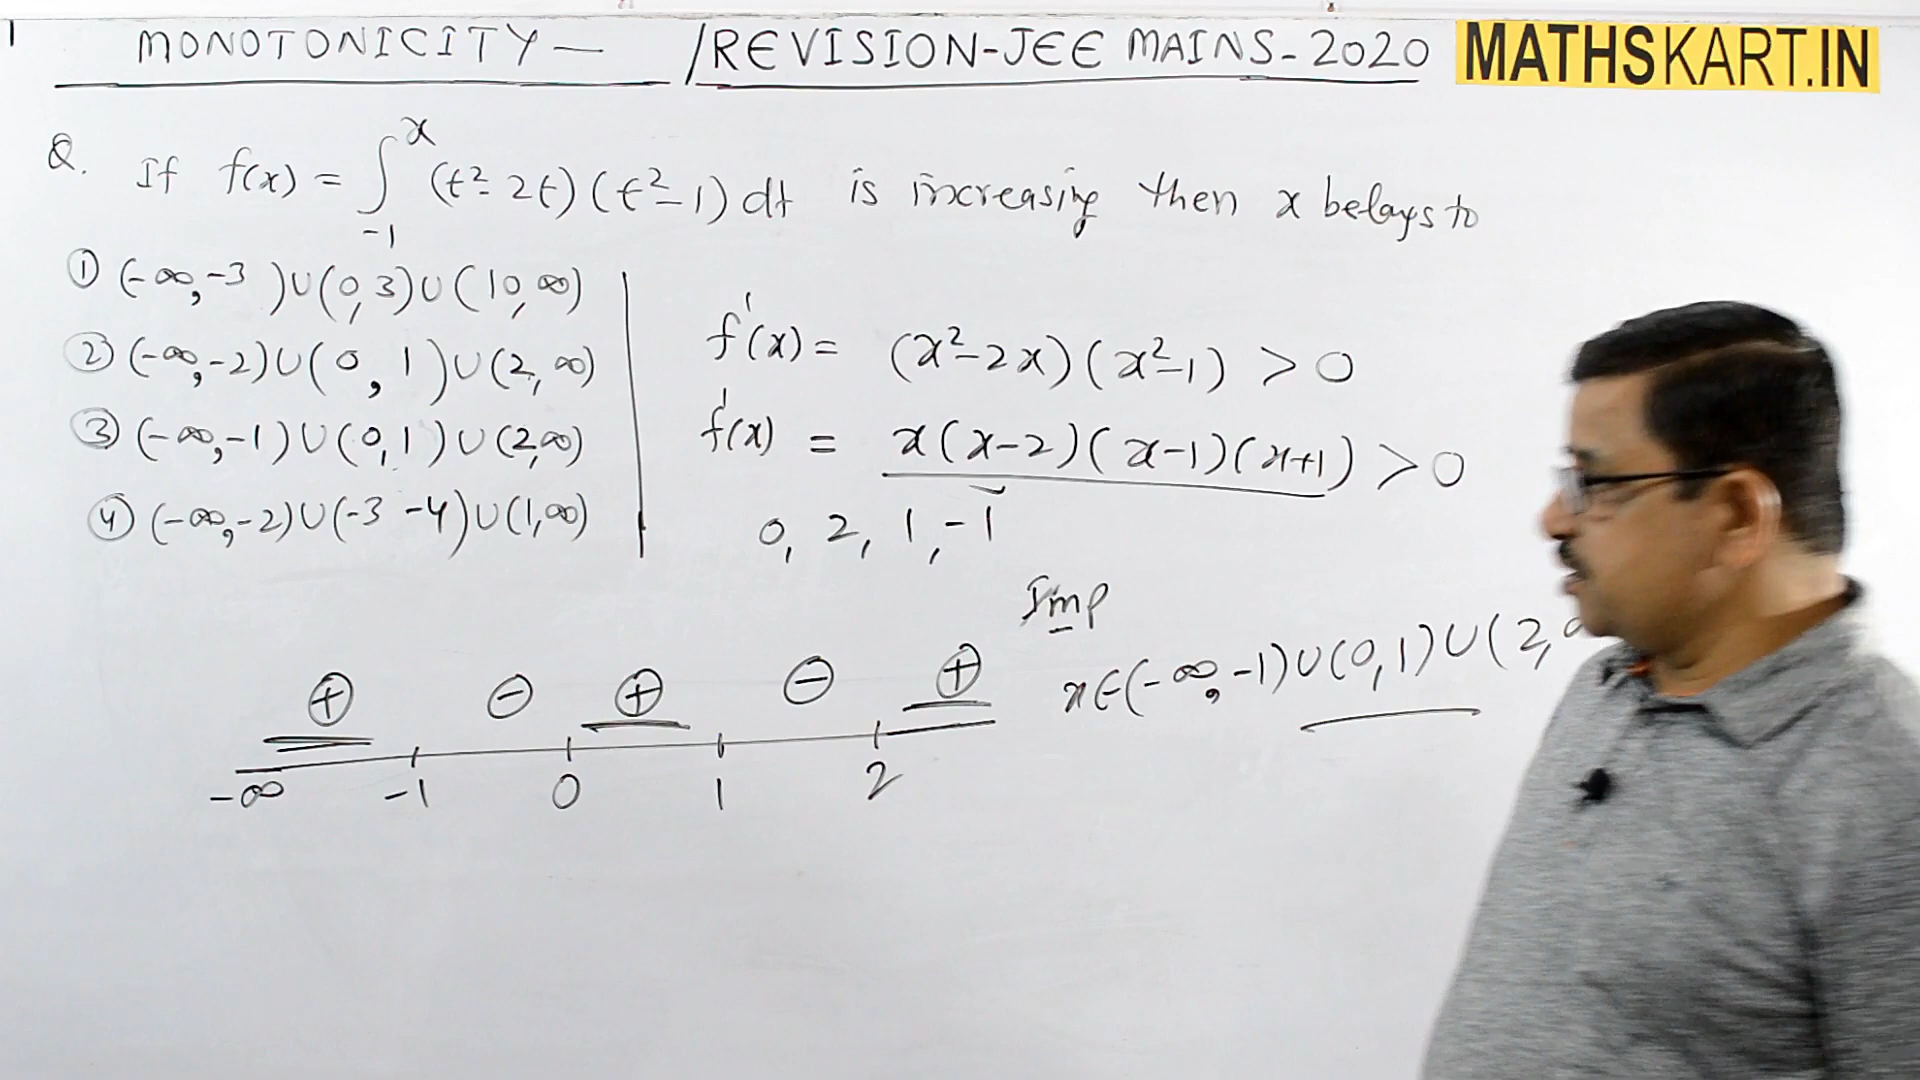 1
MONOTONICITY — / REVISION-JEE MAINS-2020
MATHSKART.IN
Q. If f(x) = ∫_{-1}^{x} (t²-2t)(t²-1)dt is increasing then x belongs to
① (-∞,-3)∪(0,3)∪(10,∞)
② (-∞,-2)∪(0,1)∪(2,∞)
③ (-∞,-1)∪(0,1)∪(2,∞)
④ (-∞,-2)∪(-3 -4)∪(1,∞)
f'(x) = (x²-2x)(x²-1) > 0
f'(x) = x(x-2)(x-1)(x+1) > 0
0, 2, 1, -1
Imp
x∈(-∞,-1)∪(0,1)∪(2,
+ - + - +
-∞ -1 0 1 2